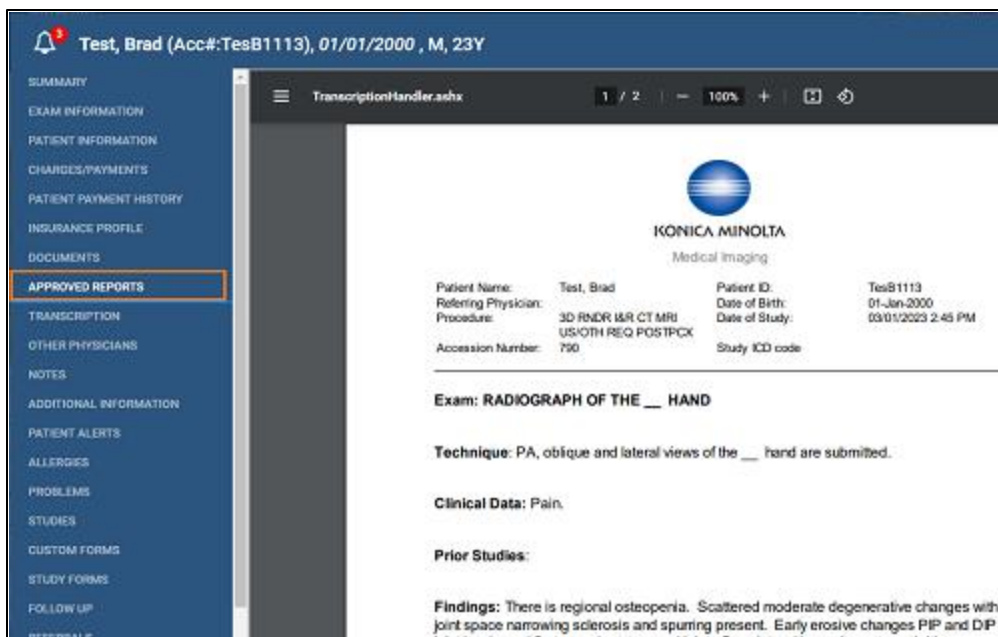 3
Test, Brad (Acc#:TesB1113), 01/01/2000 , M, 23Y
SUMMARY
EXAM INFORMATION
PATIENT INFORMATION
CHARGES/PAYMENTS
PATIENT PAYMENT HISTORY
INSURANCE PROFILE
DOCUMENTS
APPROVED REPORTS
TRANSCRIPTION
OTHER PHYSICIANS
NOTES
ADDITIONAL INFORMATION
PATIENT ALERTS
ALLERGIES
PROBLEMS
STUDIES
CUSTOM FORMS
STUDY FORMS
FOLLOW UP
REFERRALS
TranscriptionHandler.ashx 1 / 2 − 100% +
KONICA MINOLTA
Medical Imaging
Patient Name: Test, Brad Patient ID: TesB1113
Referring Physician: Date of Birth: 01-Jan-2000
Procedure: 3D RNDR I&R CT MRI Date of Study: 03/01/2023 2:45 PM
US/OTH REQ POSTPCX
Accession Number: 790 Study ICD code
Exam: RADIOGRAPH OF THE __ HAND
Technique: PA, oblique and lateral views of the __ hand are submitted.
Clinical Data: Pain.
Prior Studies:
Findings: There is regional osteopenia. Scattered moderate degenerative changes with
joint space narrowing sclerosis and spurring present. Early erosive changes PIP and DIP